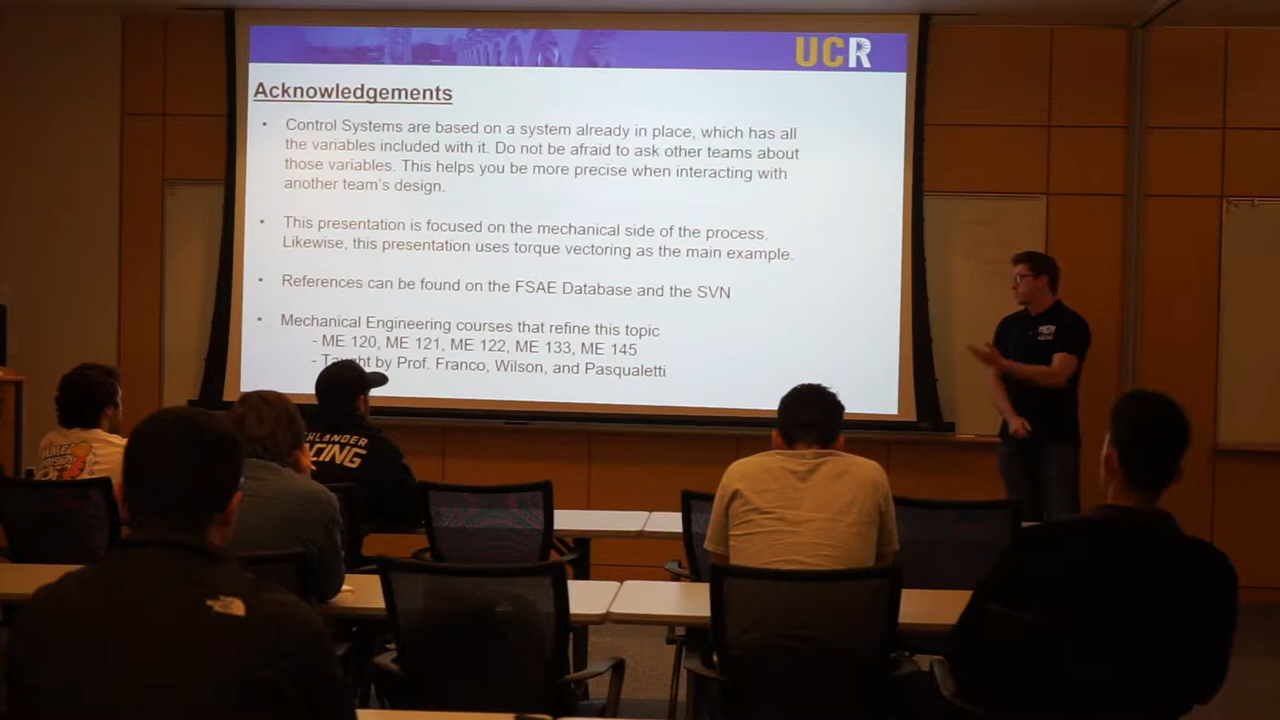 UCR
Acknowledgements
• Control Systems are based on a system already in place, which has all
the variables included with it. Do not be afraid to ask other teams about
those variables. This helps you be more precise when interacting with
another team's design.
• This presentation is focused on the mechanical side of the process.
Likewise, this presentation uses torque vectoring as the main example.
• References can be found on the FSAE Database and the SVN
• Mechanical Engineering courses that refine this topic
- ME 120, ME 121, ME 122, ME 133, ME 145
- Taught by Prof. Franco, Wilson, and Pasqualetti
HLANDER
CING